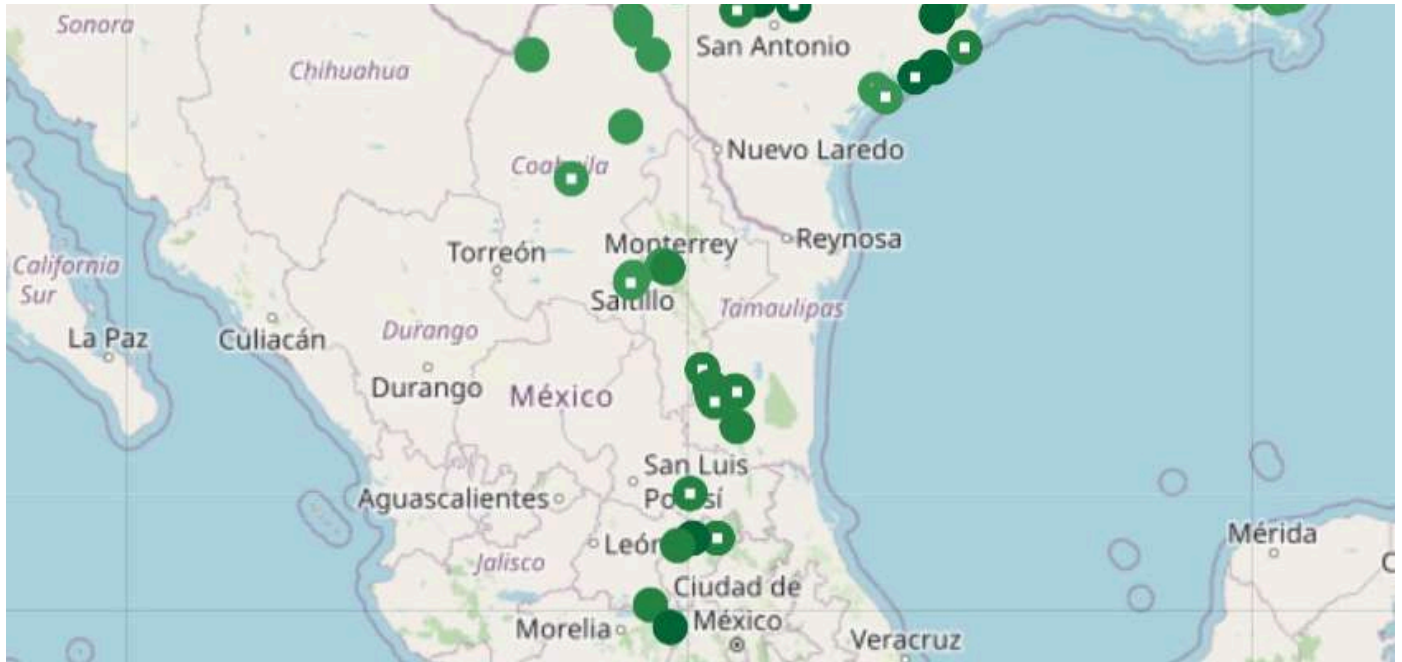 Sonora
San Antonio
Chihuahua
Nuevo Laredo
Coahuila
Reynosa
Monterrey
Torreón
California
Sur
Saltillo
Tamaulipas
La Paz
Culiacán
Durango
Durango
México
San Luis
Potosí
Aguascalientes
Mérida
León
Jalisco
Ciudad de
México
Morelia
Veracruz
C